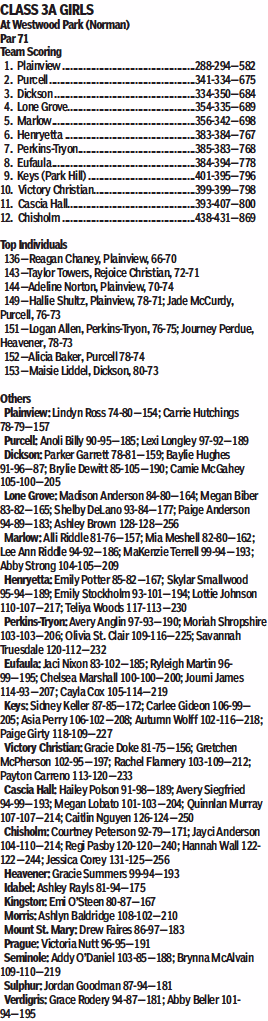 CLASS 3A GIRLS
At Westwood Park (Norman)
Par 71
Team Scoring
1. Plainview...288-294—582
2. Purcell...341-334—675
3. Dickson...334-350—684
4. Lone Grove...354-335—689
5. Marlow...356-342—698
6. Henryetta...383-384—767
7. Perkins-Tryon...385-383—768
8. Eufaula...384-394—778
9. Keys (Park Hill)...401-395—796
10. Victory Christian...399-399—798
11. Cascia Hall...393-407—800
12. Chisholm...438-431—869
Top Individuals
136—Reagan Chaney, Plainview, 66-70
143—Taylor Towers, Rejoice Christian, 72-71
144—Adeline Norton, Plainview, 70-74
149—Hallie Shultz, Plainview, 78-71; Jade McCurdy,
Purcell, 76-73
151—Logan Allen, Perkins-Tryon, 76-75; Journey Perdue,
Heavener, 78-73
152—Alicia Baker, Purcell 78-74
153—Maisie Liddel, Dickson, 80-73
Others
Plainview: Lindyn Ross 74-80—154; Carrie Hutchings
78-79—157
Purcell: Anoli Billy 90-95—185; Lexi Longley 97-92—189
Dickson: Parker Garrett 78-81—159; Baylie Hughes
91-96—87; Brylie Dewitt 85-105—190; Camie McGahey
105-100—205
Lone Grove: Madison Anderson 84-80—164; Megan Biber
83-82—165; Shelby DeLano 93-84—177; Paige Anderson
94-89—183; Ashley Brown 128-128—256
Marlow: Alli Riddle 81-76—157; Mia Meshell 82-80—162;
Lee Ann Riddle 94-92—186; MaKenzie Terrell 99-94—193;
Abby Strong 104-105—209
Henryetta: Emily Potter 85-82—167; Skylar Smallwood
95-94—189; Emily Stockholm 93-101—194; Lottie Johnson
110-107—217; Teliya Woods 117-113—230
Perkins-Tryon: Avery Anglin 97-93—190; Moriah Shropshire
103-103—206; Olivia St. Clair 109-116—225; Savannah
Truesdale 120-112—232
Eufaula: Jaci Nixon 83-102—185; Ryleigh Martin 96-
99—195; Chelsea Marshall 100-100—200; Journi James
114-93—207; Cayla Cox 105-114—219
Keys: Sidney Keller 87-85—172; Carlee Gideon 106-99—
205; Asia Perry 106-102—208; Autumn Wolff 102-116—218;
Paige Girty 118-109—227
Victory Christian: Gracie Doke 81-75—156; Gretchen
McPherson 102-95—197; Rachel Flannery 103-109—212;
Payton Carreno 113-120—233
Cascia Hall: Hailey Polson 91-98—189; Avery Siegfried
94-99—193; Megan Lobato 101-103—204; Quinnlan Murray
107-107—214; Caitlin Nguyen 126-124—250
Chisholm: Courtney Peterson 92-79—171; Jayci Anderson
104-110—214; Regi Pasby 120-120—240; Hannah Wall 122-
122—244; Jessica Corey 131-125—256
Heavener: Gracie Summers 99-94—193
Idabel: Ashley Rayls 81-94—175
Kingston: Emi O'Steen 80-87—167
Morris: Ashlyn Baldridge 108-102—210
Mount St. Mary: Drew Faires 86-97—183
Prague: Victoria Nutt 96-95—191
Seminole: Addy O'Daniel 103-85—188; Brynna McAlvain
109-110—219
Sulphur: Jordan Goodman 87-94—181
Verdigris: Grace Rodery 94-87—181; Abby Beller 101-
94—195